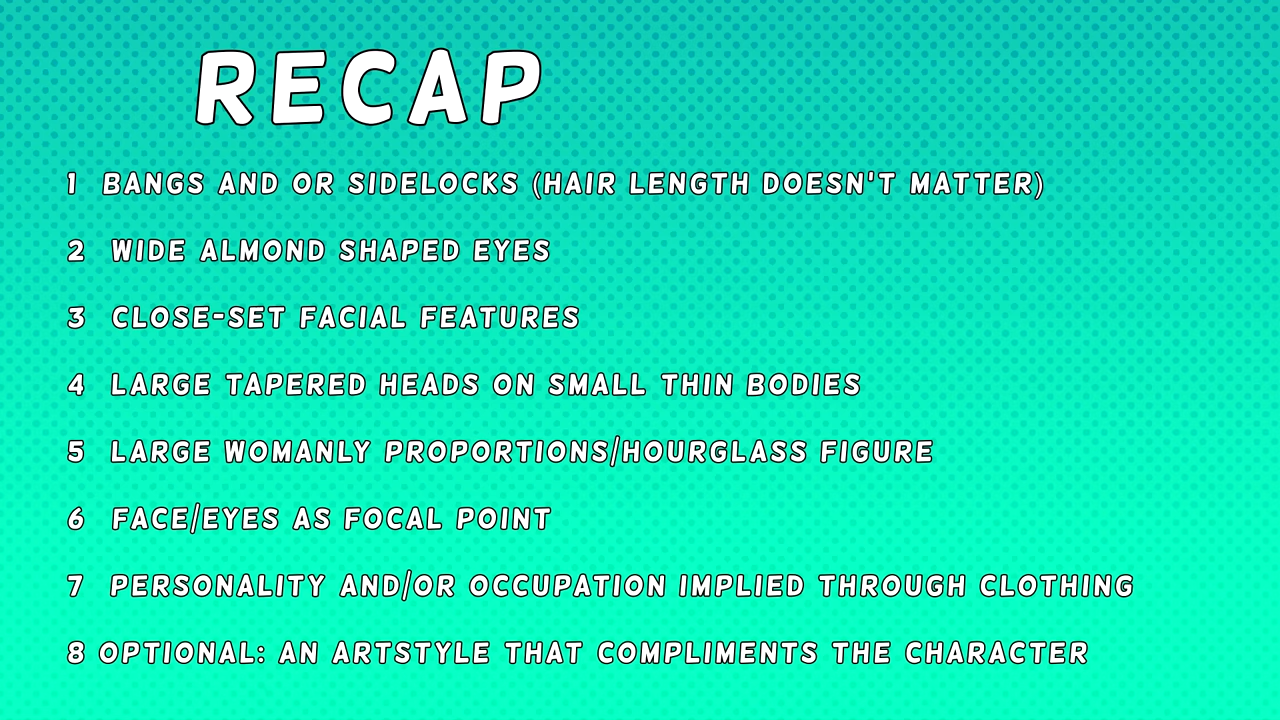 RECAP
1 BANGS AND OR SIDELOCKS (HAIR LENGTH DOESN'T MATTER)
2 WIDE ALMOND SHAPED EYES
3 CLOSE-SET FACIAL FEATURES
4 LARGE TAPERED HEADS ON SMALL THIN BODIES
5 LARGE WOMANLY PROPORTIONS/HOURGLASS FIGURE
6 FACE/EYES AS FOCAL POINT
7 PERSONALITY AND/OR OCCUPATION IMPLIED THROUGH CLOTHING
8 OPTIONAL: AN ARTSTYLE THAT COMPLIMENTS THE CHARACTER